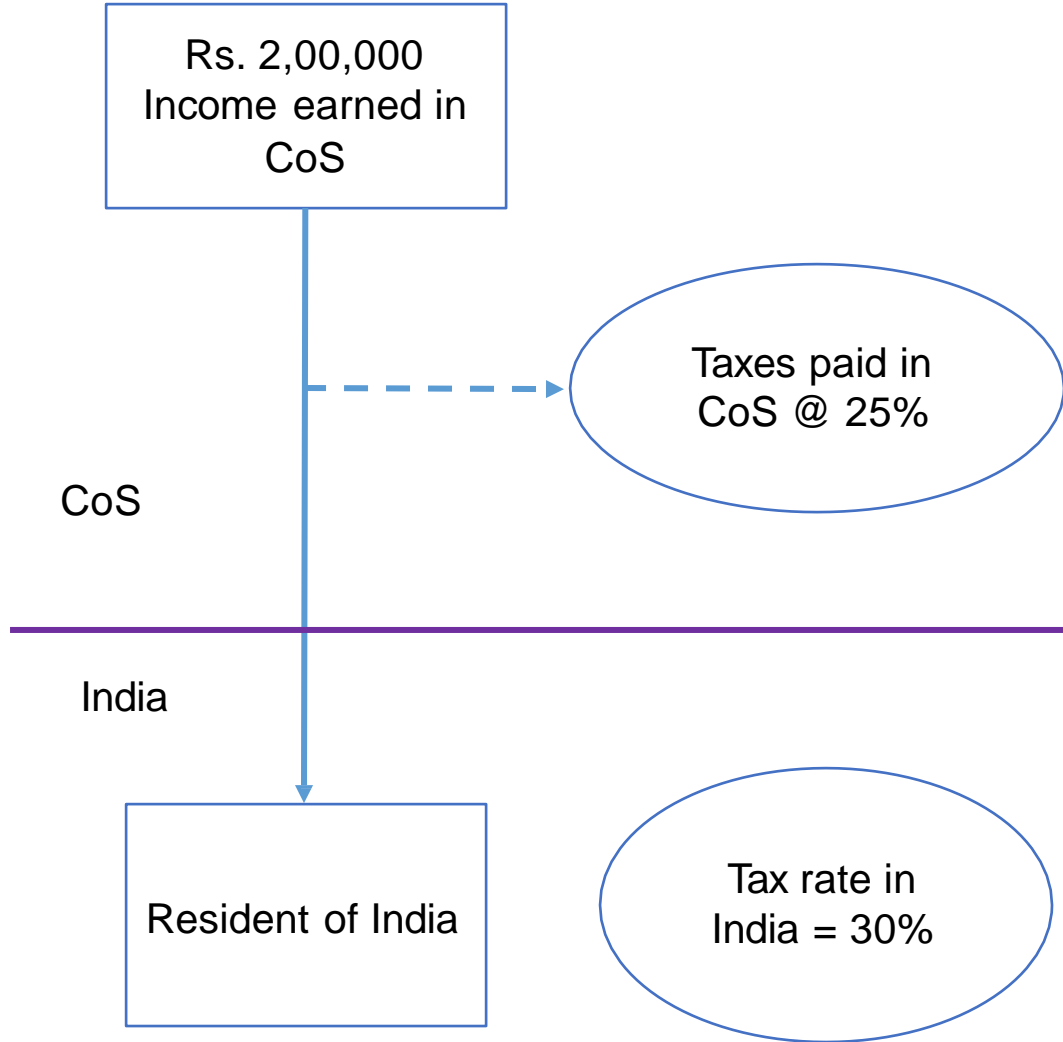 Rs. 2,00,000
Income earned in
CoS
Taxes paid in
CoS @ 25%
CoS
India
Resident of India
Tax rate in
India = 30%